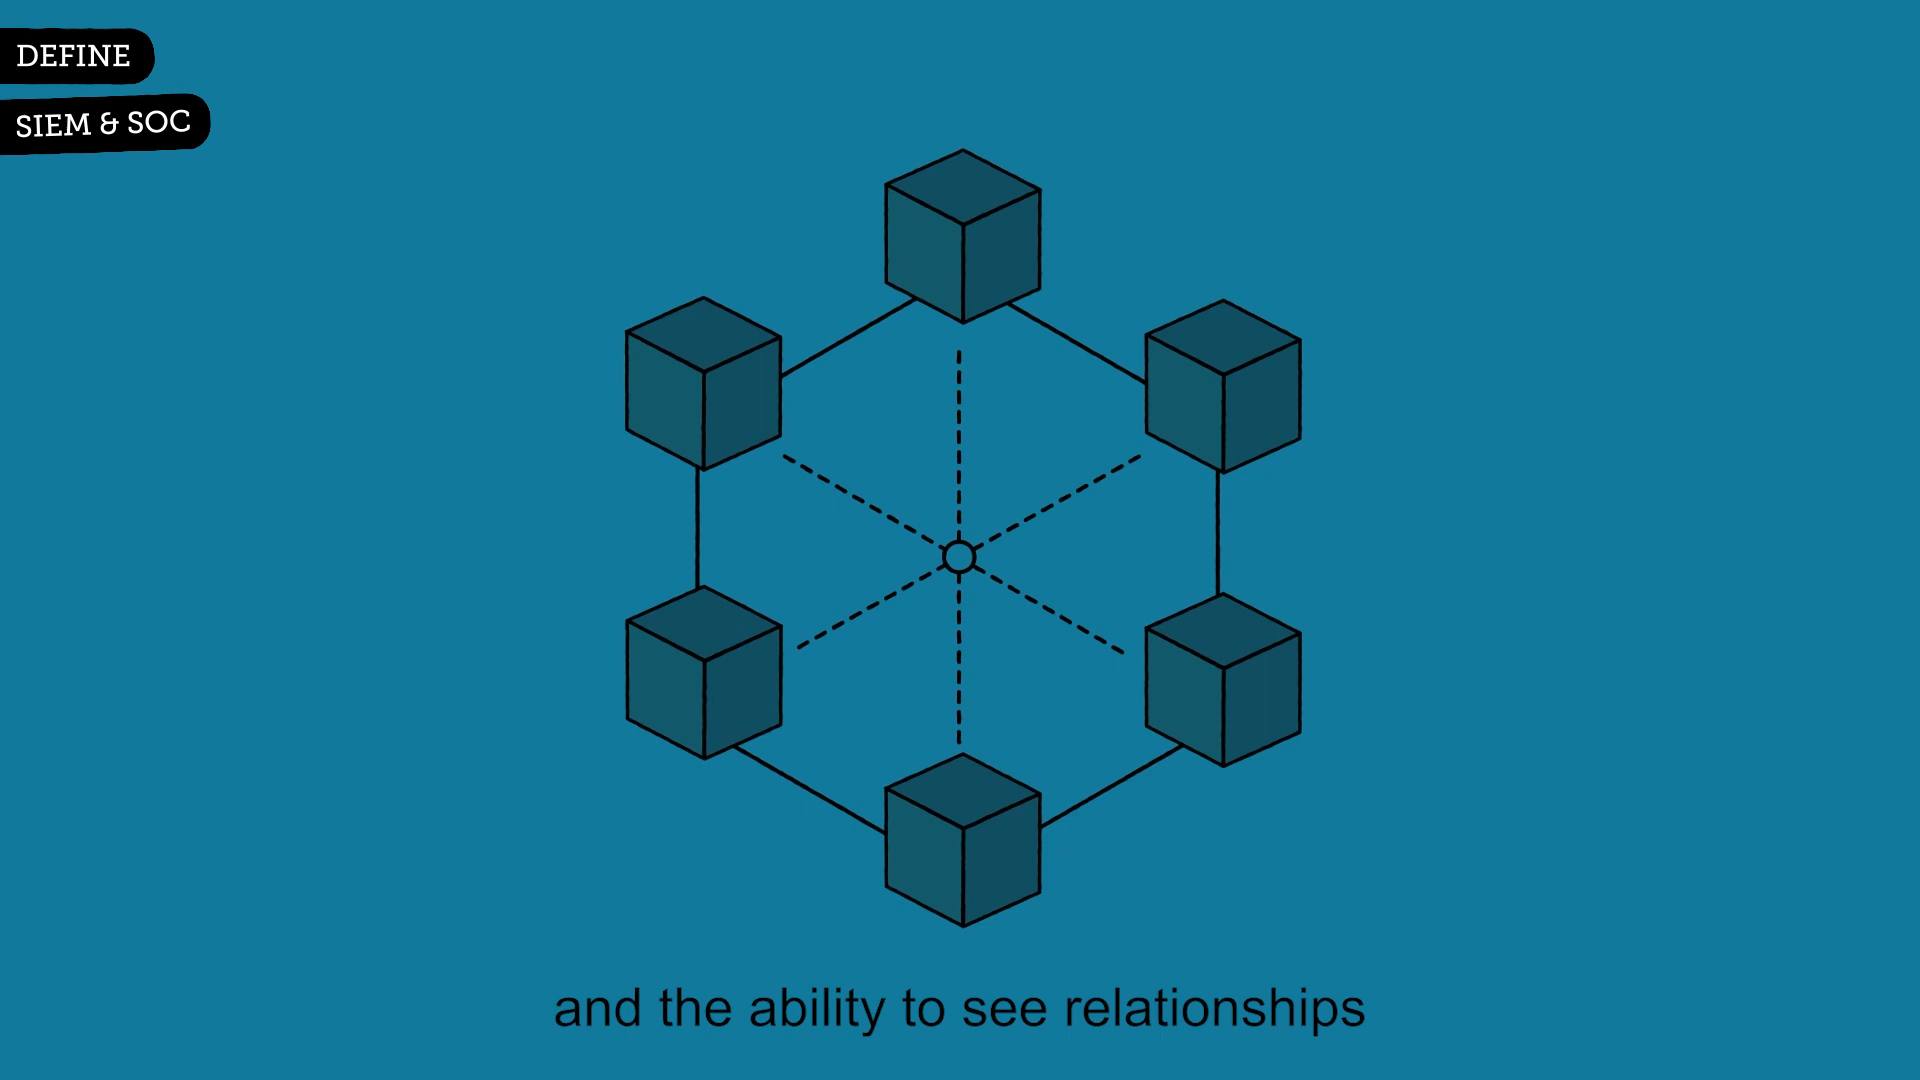 DEFINE
SIEM & SOC
and the ability to see relationships